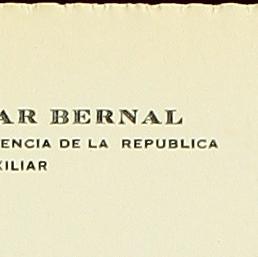 AR BERNAL
ENCIA DE LA REPUBLICA
XILIAR